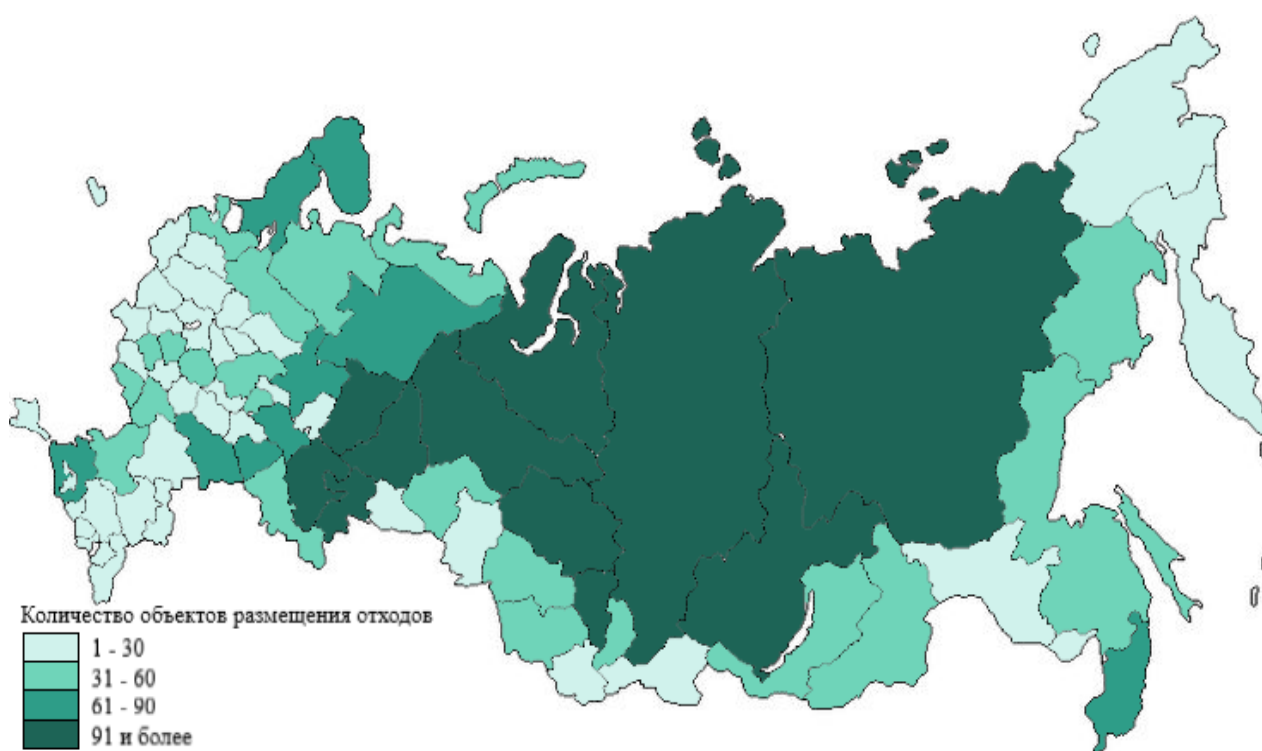 Количество объектов размещения отходов
1 - 30
31 - 60
61 - 90
91 и более